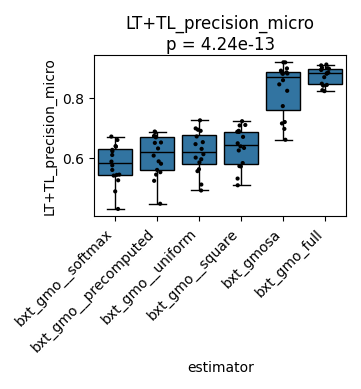 LT+TL_precision_micro
p = 4.24e-13
LT+TL_precision_micro
0.8
0.6
bxt_gmo__softmax
bxt_gmo__precomputed
bxt_gmo__uniform
bxt_gmo__square
bxt_gmosa
bxt_gmo_full
estimator